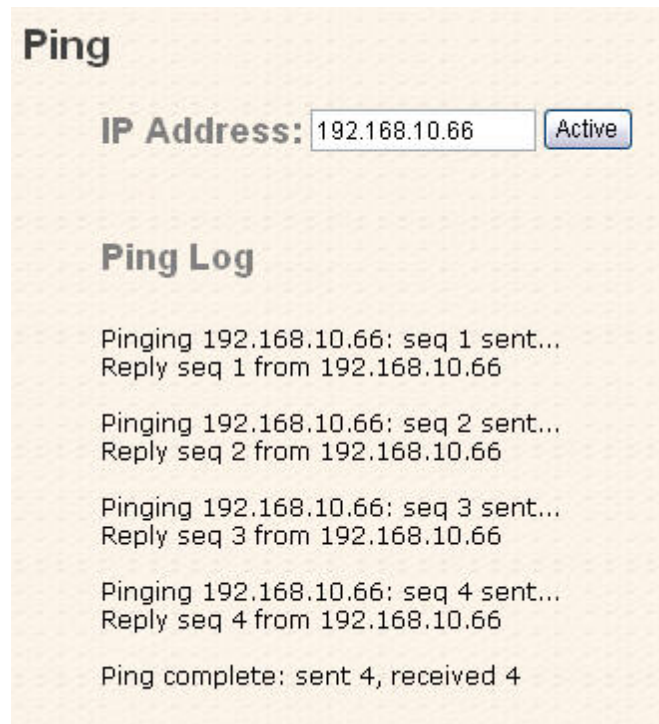 Ping
IP Address: 192.168.10.66 Active
Ping Log
Pinging 192.168.10.66: seq 1 sent...
Reply seq 1 from 192.168.10.66
Pinging 192.168.10.66: seq 2 sent...
Reply seq 2 from 192.168.10.66
Pinging 192.168.10.66: seq 3 sent...
Reply seq 3 from 192.168.10.66
Pinging 192.168.10.66: seq 4 sent...
Reply seq 4 from 192.168.10.66
Ping complete: sent 4, received 4